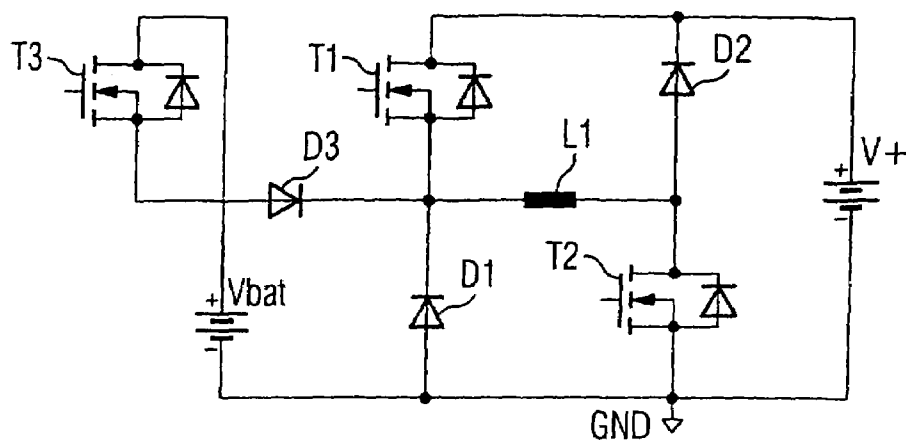 T3
T1
D2
D3
L1
V+
+
-
T2
D1
+
Vbat
-
GND